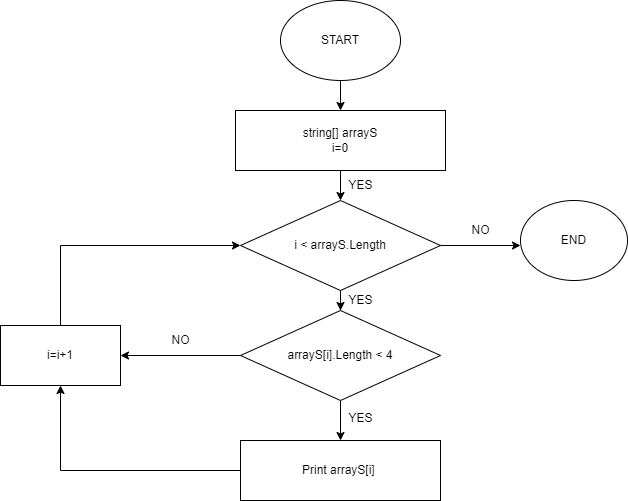 START
string[] arrayS
i=0
YES
i < arrayS.Length
NO
END
YES
arrayS[i].Length < 4
NO
i=i+1
YES
Print arrayS[i]